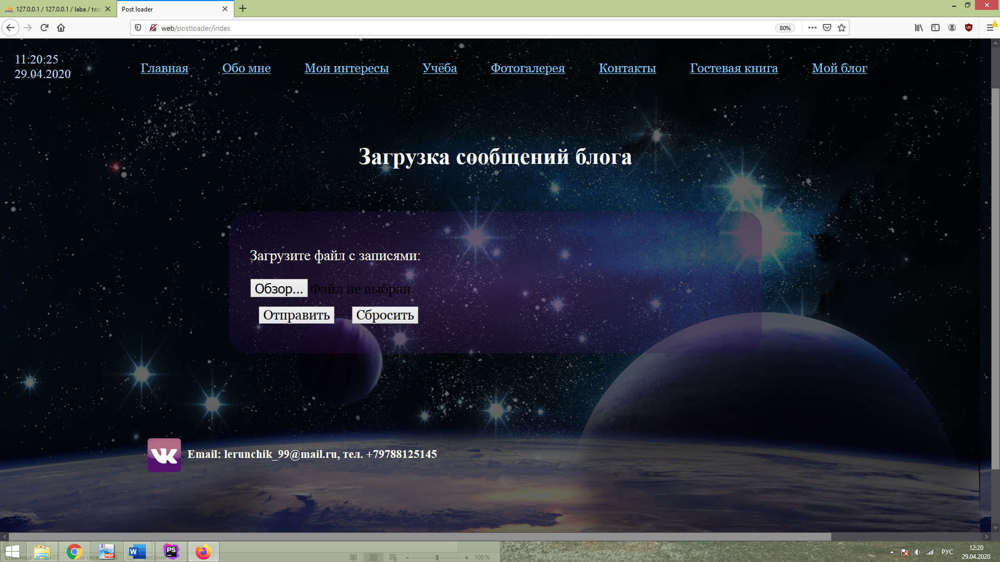 127.0.0.1 / 127.0.0.1 / laba / test
Post loader
web/postloader/index
80%
11:20:25
29.04.2020
Главная
Обо мне
Мои интересы
Учёба
Фотогалерея
Контакты
Гостевая книга
Мой блог
Загрузка сообщений блога
Загрузите файл с записями:
Обзор... Файл не выбран.
Отправить
Сбросить
Email: lerunchik_99@mail.ru, тел. +79788125145
PDF
W
PS
100 %
РУС
12:20
29.04.2020